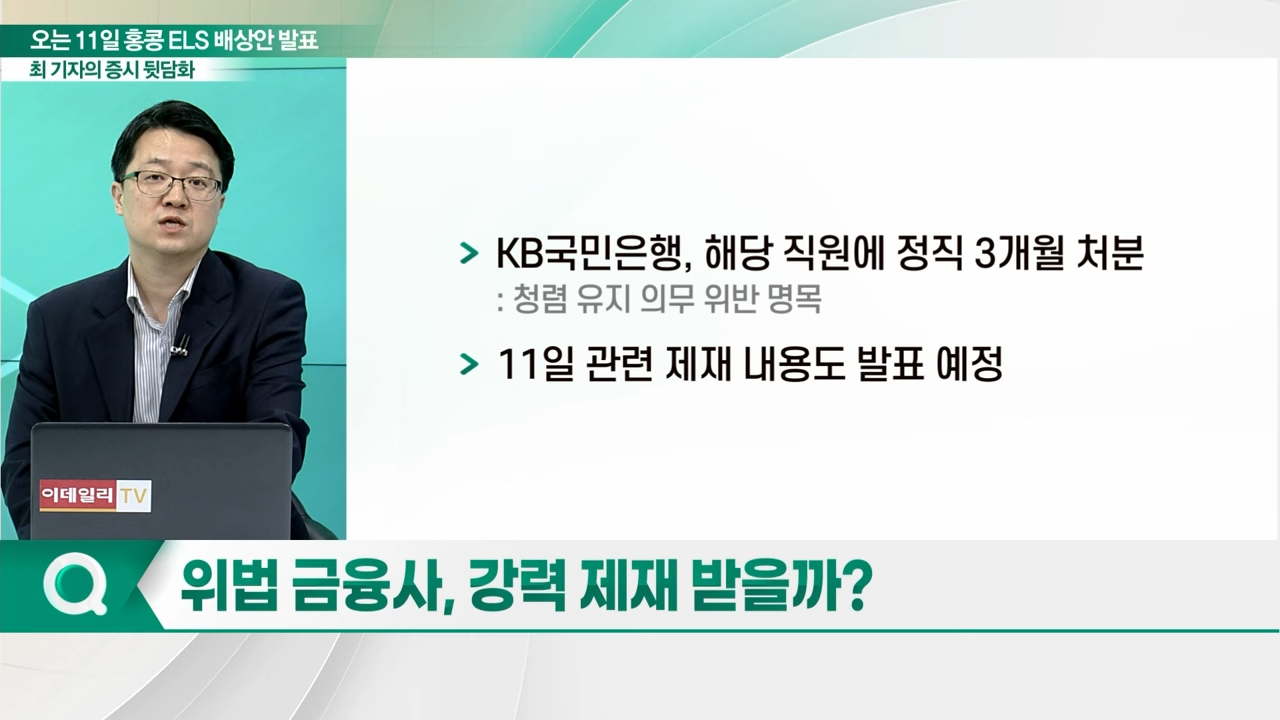 오는 11일 홍콩 ELS 배상안 발표
최 기자의 증시 뒷담화
> KB국민은행, 해당 직원에 정직 3개월 처분
: 청렴 유지 의무 위반 명목
> 11일 관련 제재 내용도 발표 예정
이데일리 TV
Q 위법 금융사, 강력 제재 받을까?